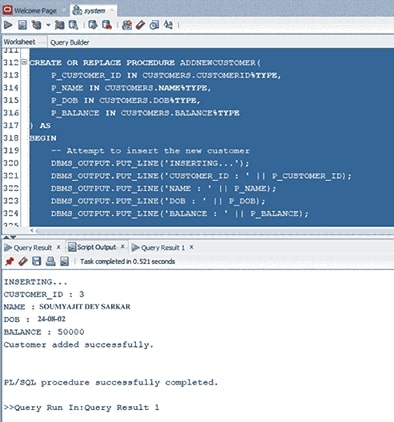 Welcome Page × system ×
Worksheet Query Builder
311
312 CREATE OR REPLACE PROCEDURE ADDNEWCUSTOMER(
313 P_CUSTOMER_ID IN CUSTOMERS.CUSTOMERID%TYPE,
314 P_NAME IN CUSTOMERS.NAME%TYPE,
315 P_DOB IN CUSTOMERS.DOB%TYPE,
316 P_BALANCE IN CUSTOMERS.BALANCE%TYPE
317 ) AS
318 BEGIN
319 -- Attempt to insert the new customer
320 DBMS_OUTPUT.PUT_LINE('INSERTING...');
321 DBMS_OUTPUT.PUT_LINE('CUSTOMER_ID : ' || P_CUSTOMER_ID);
322 DBMS_OUTPUT.PUT_LINE('NAME : ' || P_NAME);
323 DBMS_OUTPUT.PUT_LINE('DOB : ' || P_DOB);
324 DBMS_OUTPUT.PUT_LINE('BALANCE : ' || P_BALANCE);
325
Query Result × Script Output × Query Result 1 ×
Task completed in 0.521 seconds
INSERTING...
CUSTOMER_ID : 3
NAME : SOUMYAJIT DEY SARKAR
DOB : 24-08-02
BALANCE : 50000
Customer added successfully.
PL/SQL procedure successfully completed.
>>Query Run In:Query Result 1